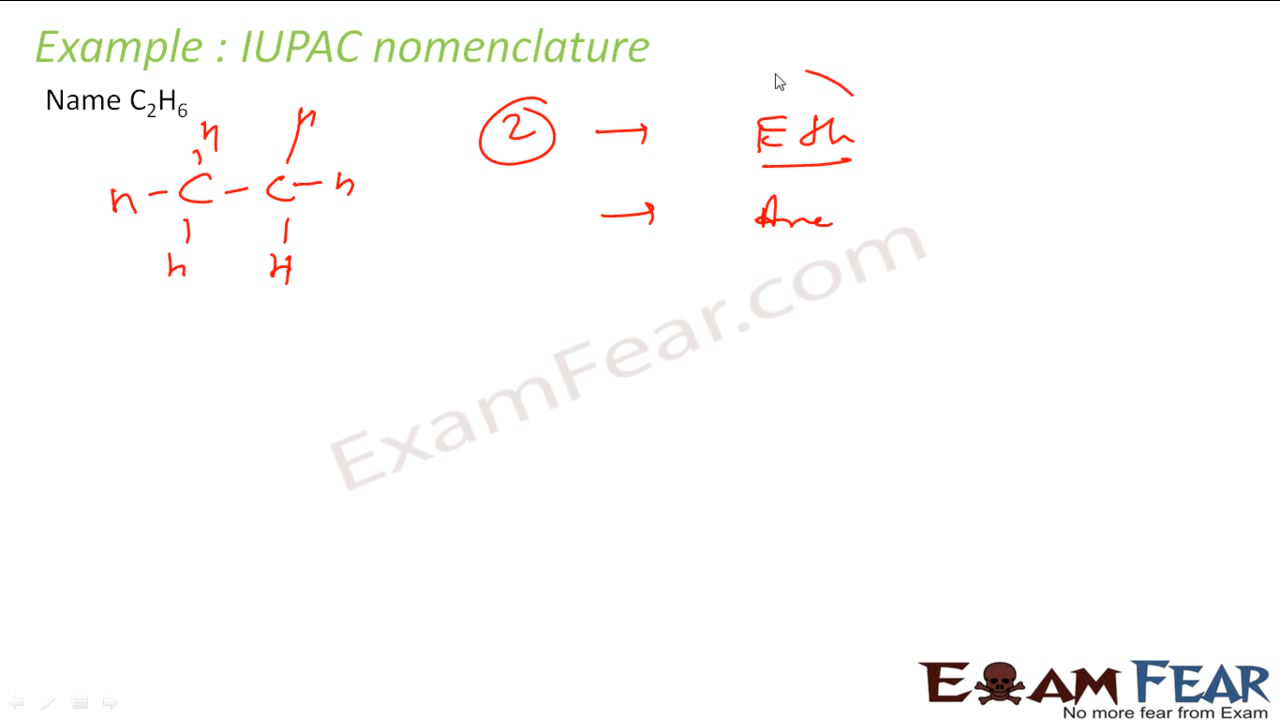 Example : IUPAC nomenclature
Name C₂H₆
H H
H – C – C – H
H H
2 → Eth
→ Ane
ExamFear.com
EXAM FEAR
No more fear from Exam